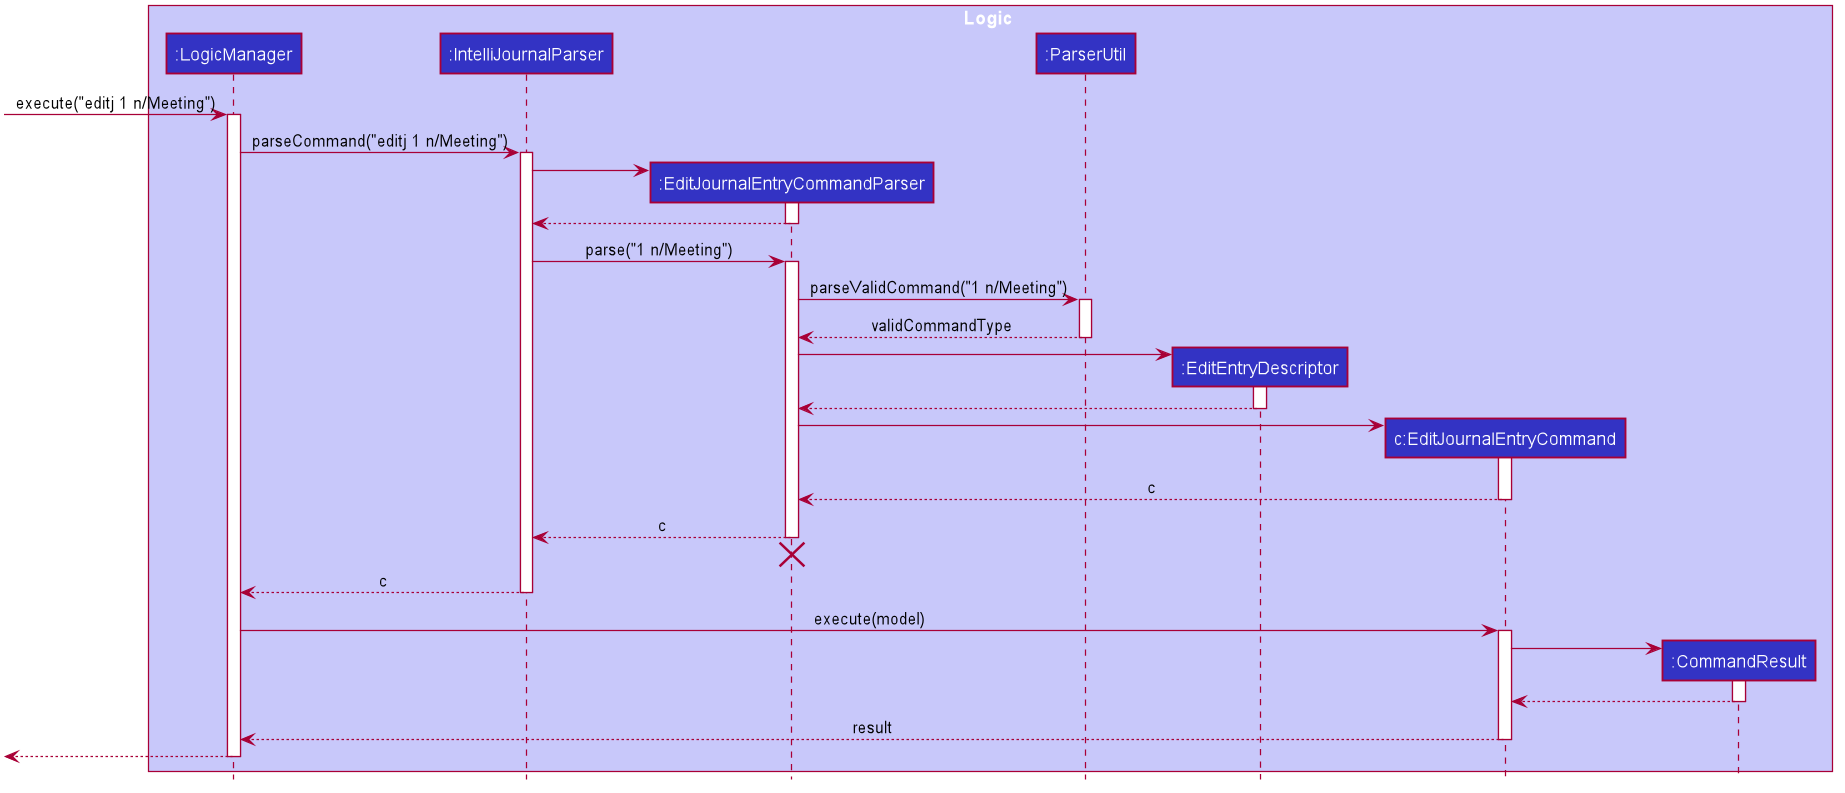 Logic
:LogicManager
:IntelliJournalParser
:ParserUtil
execute("editj 1 n/Meeting")
parseCommand("editj 1 n/Meeting")
:EditJournalEntryCommandParser
parse("1 n/Meeting")
parseValidCommand("1 n/Meeting")
validCommandType
:EditEntryDescriptor
c:EditJournalEntryCommand
c
c
c
execute(model)
:CommandResult
result